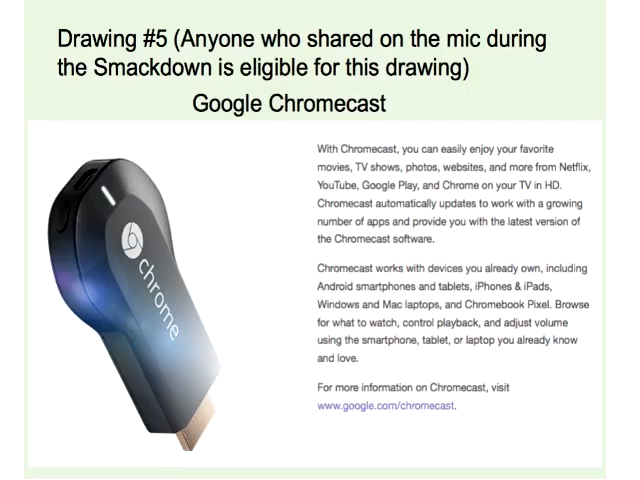 Drawing #5 (Anyone who shared on the mic during
the Smackdown is eligible for this drawing)
Google Chromecast
With Chromecast, you can easily enjoy your favorite
movies, TV shows, photos, websites, and more from Netflix,
YouTube, Google Play, and Chrome on your TV in HD.
Chromecast automatically updates to work with a growing
number of apps and provide you with the latest version of
the Chromecast software.
Chromecast works with devices you already own, including
Android smartphones and tablets, iPhones & iPads,
Windows and Mac laptops, and Chromebook Pixel. Browse
for what to watch, control playback, and adjust volume
using the smartphone, tablet, or laptop you already know
and love.
For more information on Chromecast, visit
www.google.com/chromecast.
chrome